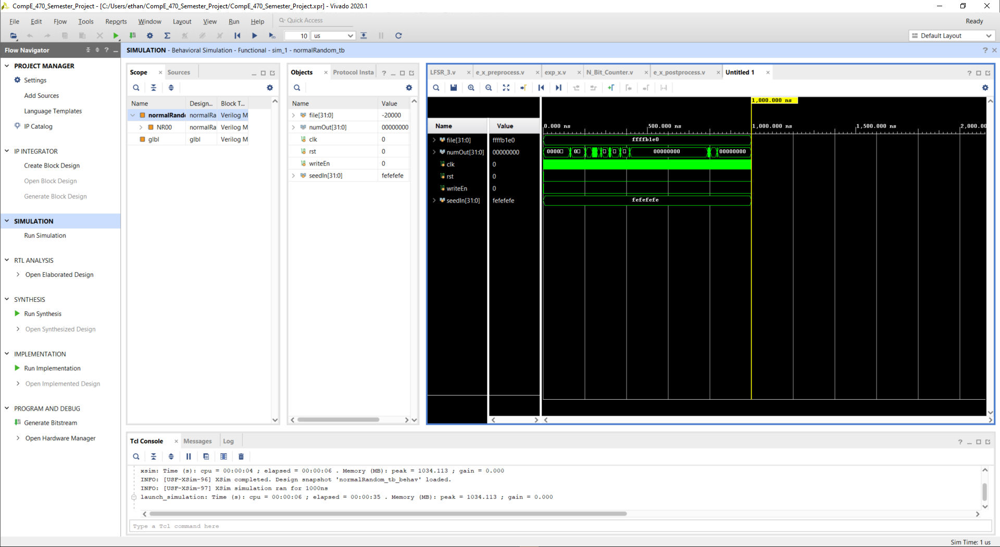 CompE_470_Semester_Project - [C:/Users/ethan/CompE_470_Semester_Project/CompE_470_Semester_Project.xpr] - Vivado 2020.1
File Edit Flow Tools Reports Window Layout View Run Help Quick Access Ready
10 us Default Layout
Flow Navigator
SIMULATION - Behavioral Simulation - Functional - sim_1 - normalRandom_tb
PROJECT MANAGER
Settings
Add Sources
Language Templates
IP Catalog
IP INTEGRATOR
Create Block Design
Open Block Design
Generate Block Design
SIMULATION
Run Simulation
RTL ANALYSIS
Open Elaborated Design
SYNTHESIS
Run Synthesis
Open Synthesized Design
IMPLEMENTATION
Run Implementation
Open Implemented Design
PROGRAM AND DEBUG
Generate Bitstream
Open Hardware Manager
Scope Sources
Name Design... Block T...
normalRando normalRa Verilog M
NR00 normalRa Verilog M
glbl glbl Verilog M
Objects Protocol Insta
Name Value
file[31:0] -20000
numOut[31:0] 00000000
clk 0
rst 0
writeEn 0
seedIn[31:0] fefefefe
LFSR_3.v e_x_preprocess.v exp_x.v N_Bit_Counter.v e_x_postprocess.v Untitled 1
1,000.000 ns
Name Value 0.000 ns 500.000 ns 1,000.000 ns 1,500.000 ns 2,000.00
file[31:0] ffffb1e0 ffffb1e0
numOut[31:0] 00000000 0000 0 00000000 00000000
clk 0
rst 0
writeEn 0
seedIn[31:0] fefefefe fefefefe
Tcl Console Messages Log
xsim: Time (s): cpu = 00:00:04 ; elapsed = 00:00:06 . Memory (MB): peak = 1034.113 ; gain = 0.000
INFO: [USF-XSim-96] XSim completed. Design snapshot 'normalRandom_tb_behav' loaded.
INFO: [USF-XSim-97] XSim simulation ran for 1000ns
launch_simulation: Time (s): cpu = 00:00:06 ; elapsed = 00:00:35 . Memory (MB): peak = 1034.113 ; gain = 0.000
Type a Tcl command here
Sim Time: 1 us